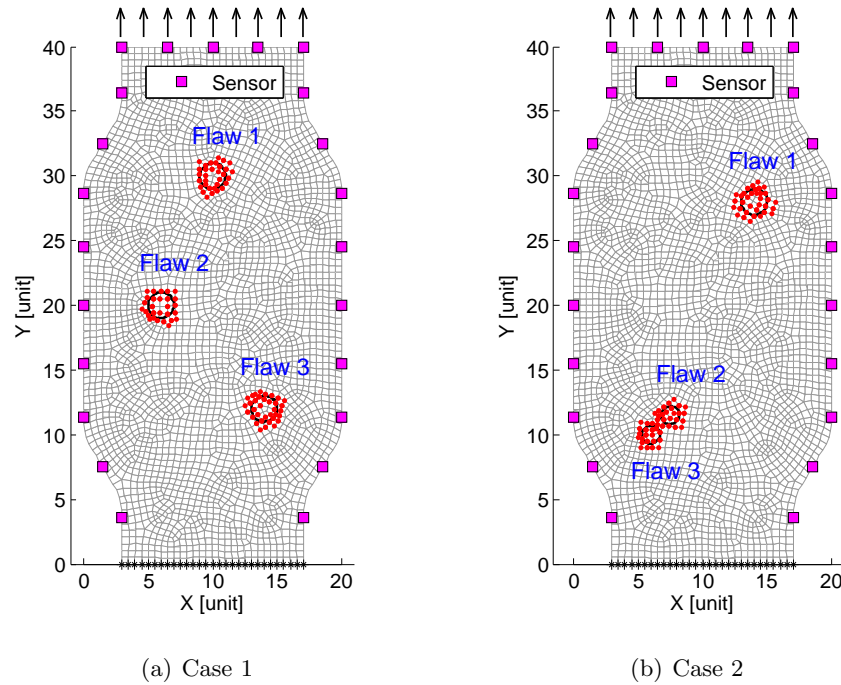 40
35
30
25
20
15
10
5
0
Y [unit]
0 5 10 15 20
X [unit]
Sensor
Flaw 1
Flaw 2
Flaw 3
(a) Case 1
40
35
30
25
20
15
10
5
0
Y [unit]
0 5 10 15 20
X [unit]
Sensor
Flaw 1
Flaw 2
Flaw 3
(b) Case 2